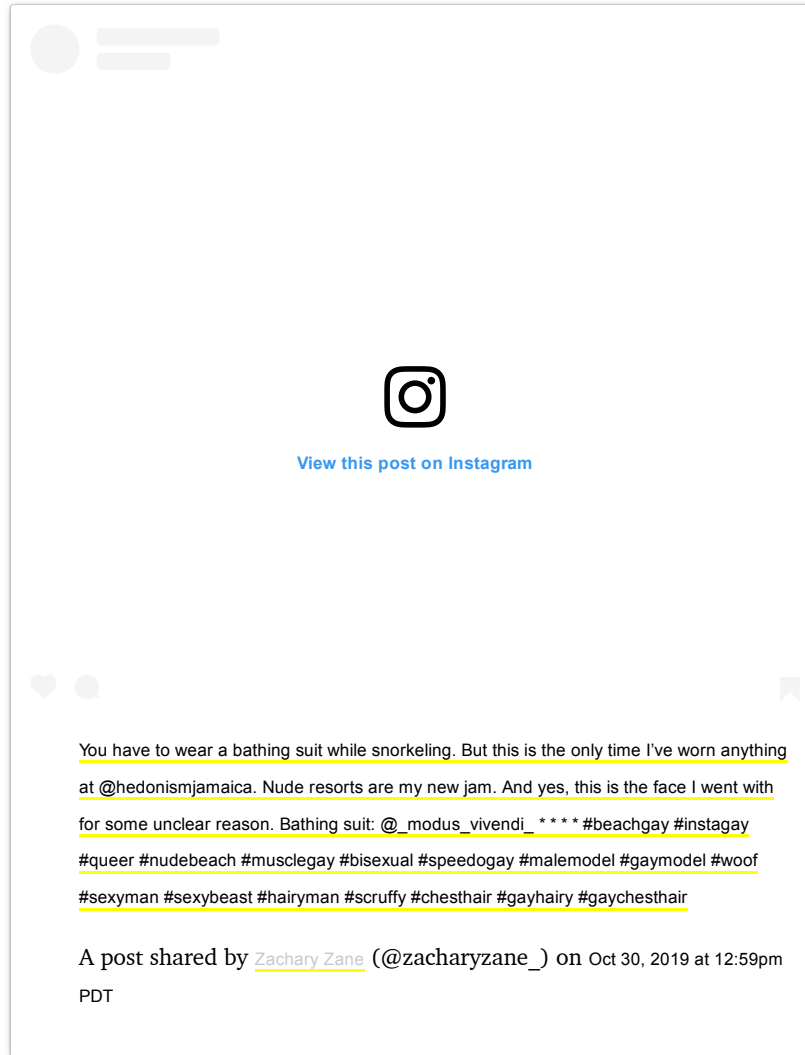 View this post on Instagram
You have to wear a bathing suit while snorkeling. But this is the only time I’ve worn anything
at @hedonismjamaica. Nude resorts are my new jam. And yes, this is the face I went with
for some unclear reason. Bathing suit: @_modus_vivendi_ * * * * #beachgay #instagay
#queer #nudebeach #musclegay #bisexual #speedogay #malemodel #gaymodel #woof
#sexyman #sexybeast #hairyman #scruffy #chesthair #gayhairy #gaychesthair
A post shared by Zachary Zane (@zacharyzane_) on Oct 30, 2019 at 12:59pm
PDT